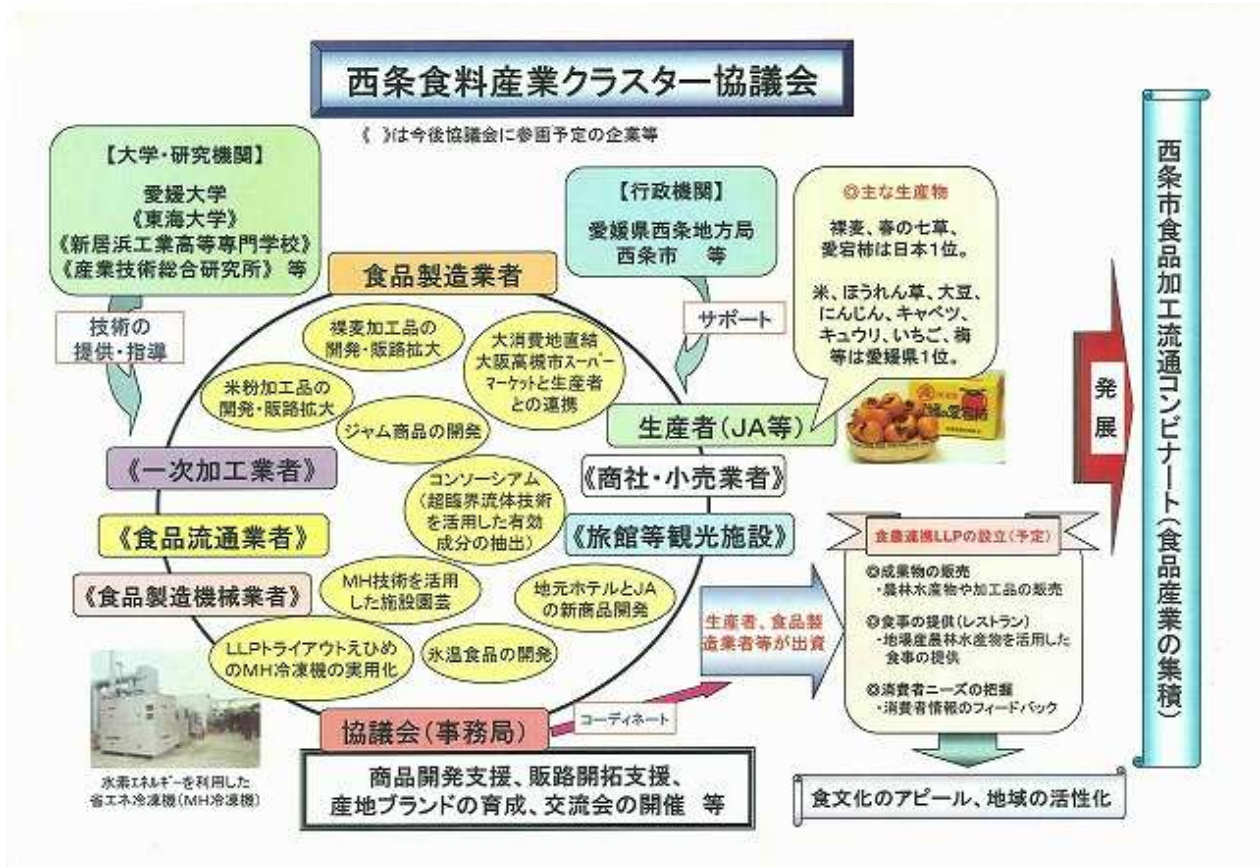 西条食料産業クラスター協議会
《　》は今後協議会に参画予定の企業等
【大学・研究機関】
愛媛大学
《東海大学》
《新居浜工業高等専門学校》
《産業技術総合研究所》 等
技術の
提供・指導
【行政機関】
愛媛県西条地方局
西条市　等
サポート
◎主な生産物
裸麦、春の七草、
愛宕柿は日本1位。
米、ほうれん草、大豆、
にんじん、キャベツ、
キュウリ、いちご、梅
等は愛媛県1位。
食品製造業者
裸麦加工品の
開発・販路拡大
大消費地直結
大阪高槻市スーパー
マーケットと生産者
との連携
米粉加工品の
開発・販路拡大
ジャム商品の開発
生産者(JA等)
《一次加工業者》
コンソーシアム
(超臨界流体技術
を活用した有効
成分の抽出)
《商社・小売業者》
《食品流通業者》
《旅館等観光施設》
《食品製造機械業者》
MH技術を活用
した施設園芸
地元ホテルとJA
の新商品開発
LLPトライアウトえひめ
のMH冷凍機の実用化
氷温食品の開発
協議会(事務局)
商品開発支援、販路開拓支援、
産地ブランドの育成、交流会の開催　等
水素エネルギーを利用した
省エネ冷凍機(MH冷凍機)
コーディネート
生産者、食品製
造業者等が出資
食農連携LLPの設立(予定)
◎成果物の販売
・農林水産物や加工品の販売
◎食事の提供(レストラン)
・地場産農林水産物を活用した
食事の提供
◎消費者ニーズの把握
・消費者情報のフィードバック
食文化のアピール、地域の活性化
発展
西条市食品加工流通コンビナート(食品産業の集積)